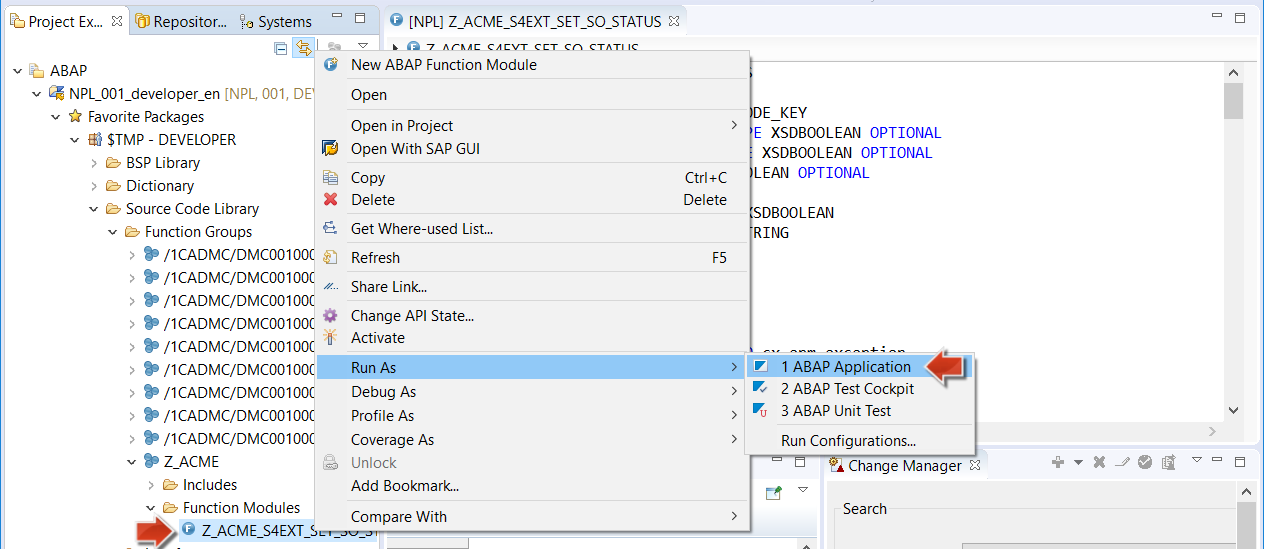 Project Ex...
Repositor...
Systems
ABAP
NPL_001_developer_en [NPL, 001, DEV
Favorite Packages
$TMP - DEVELOPER
BSP Library
Dictionary
Source Code Library
Function Groups
/1CADMC/DMC001000
/1CADMC/DMC001000
/1CADMC/DMC001000
/1CADMC/DMC001000
/1CADMC/DMC001000
/1CADMC/DMC001000
/1CADMC/DMC001000
/1CADMC/DMC001000
/1CADMC/DMC001000
Z_ACME
Includes
Function Modules
Z_ACME_S4EXT_SET_SO_S
New ABAP Function Module
Open
Open in Project
Open With SAP GUI
Copy Ctrl+C
Delete Delete
Get Where-used List...
Refresh F5
Share Link...
Change API State...
Activate
Run As
Debug As
Profile As
Coverage As
Unlock
Add Bookmark...
Compare With
1 ABAP Application
2 ABAP Test Cockpit
3 ABAP Unit Test
Run Configurations...
[NPL] Z_ACME_S4EXT_SET_SO_STATUS
Z_ACME_S4EXT_SET_SO_STATUS
S
ODE_KEY
PE XSDBOOLEAN OPTIONAL
E XSDBOOLEAN OPTIONAL
OLEAN OPTIONAL
XSDBOOLEAN
TRING
cx_apm_exception
Change Manager
Search